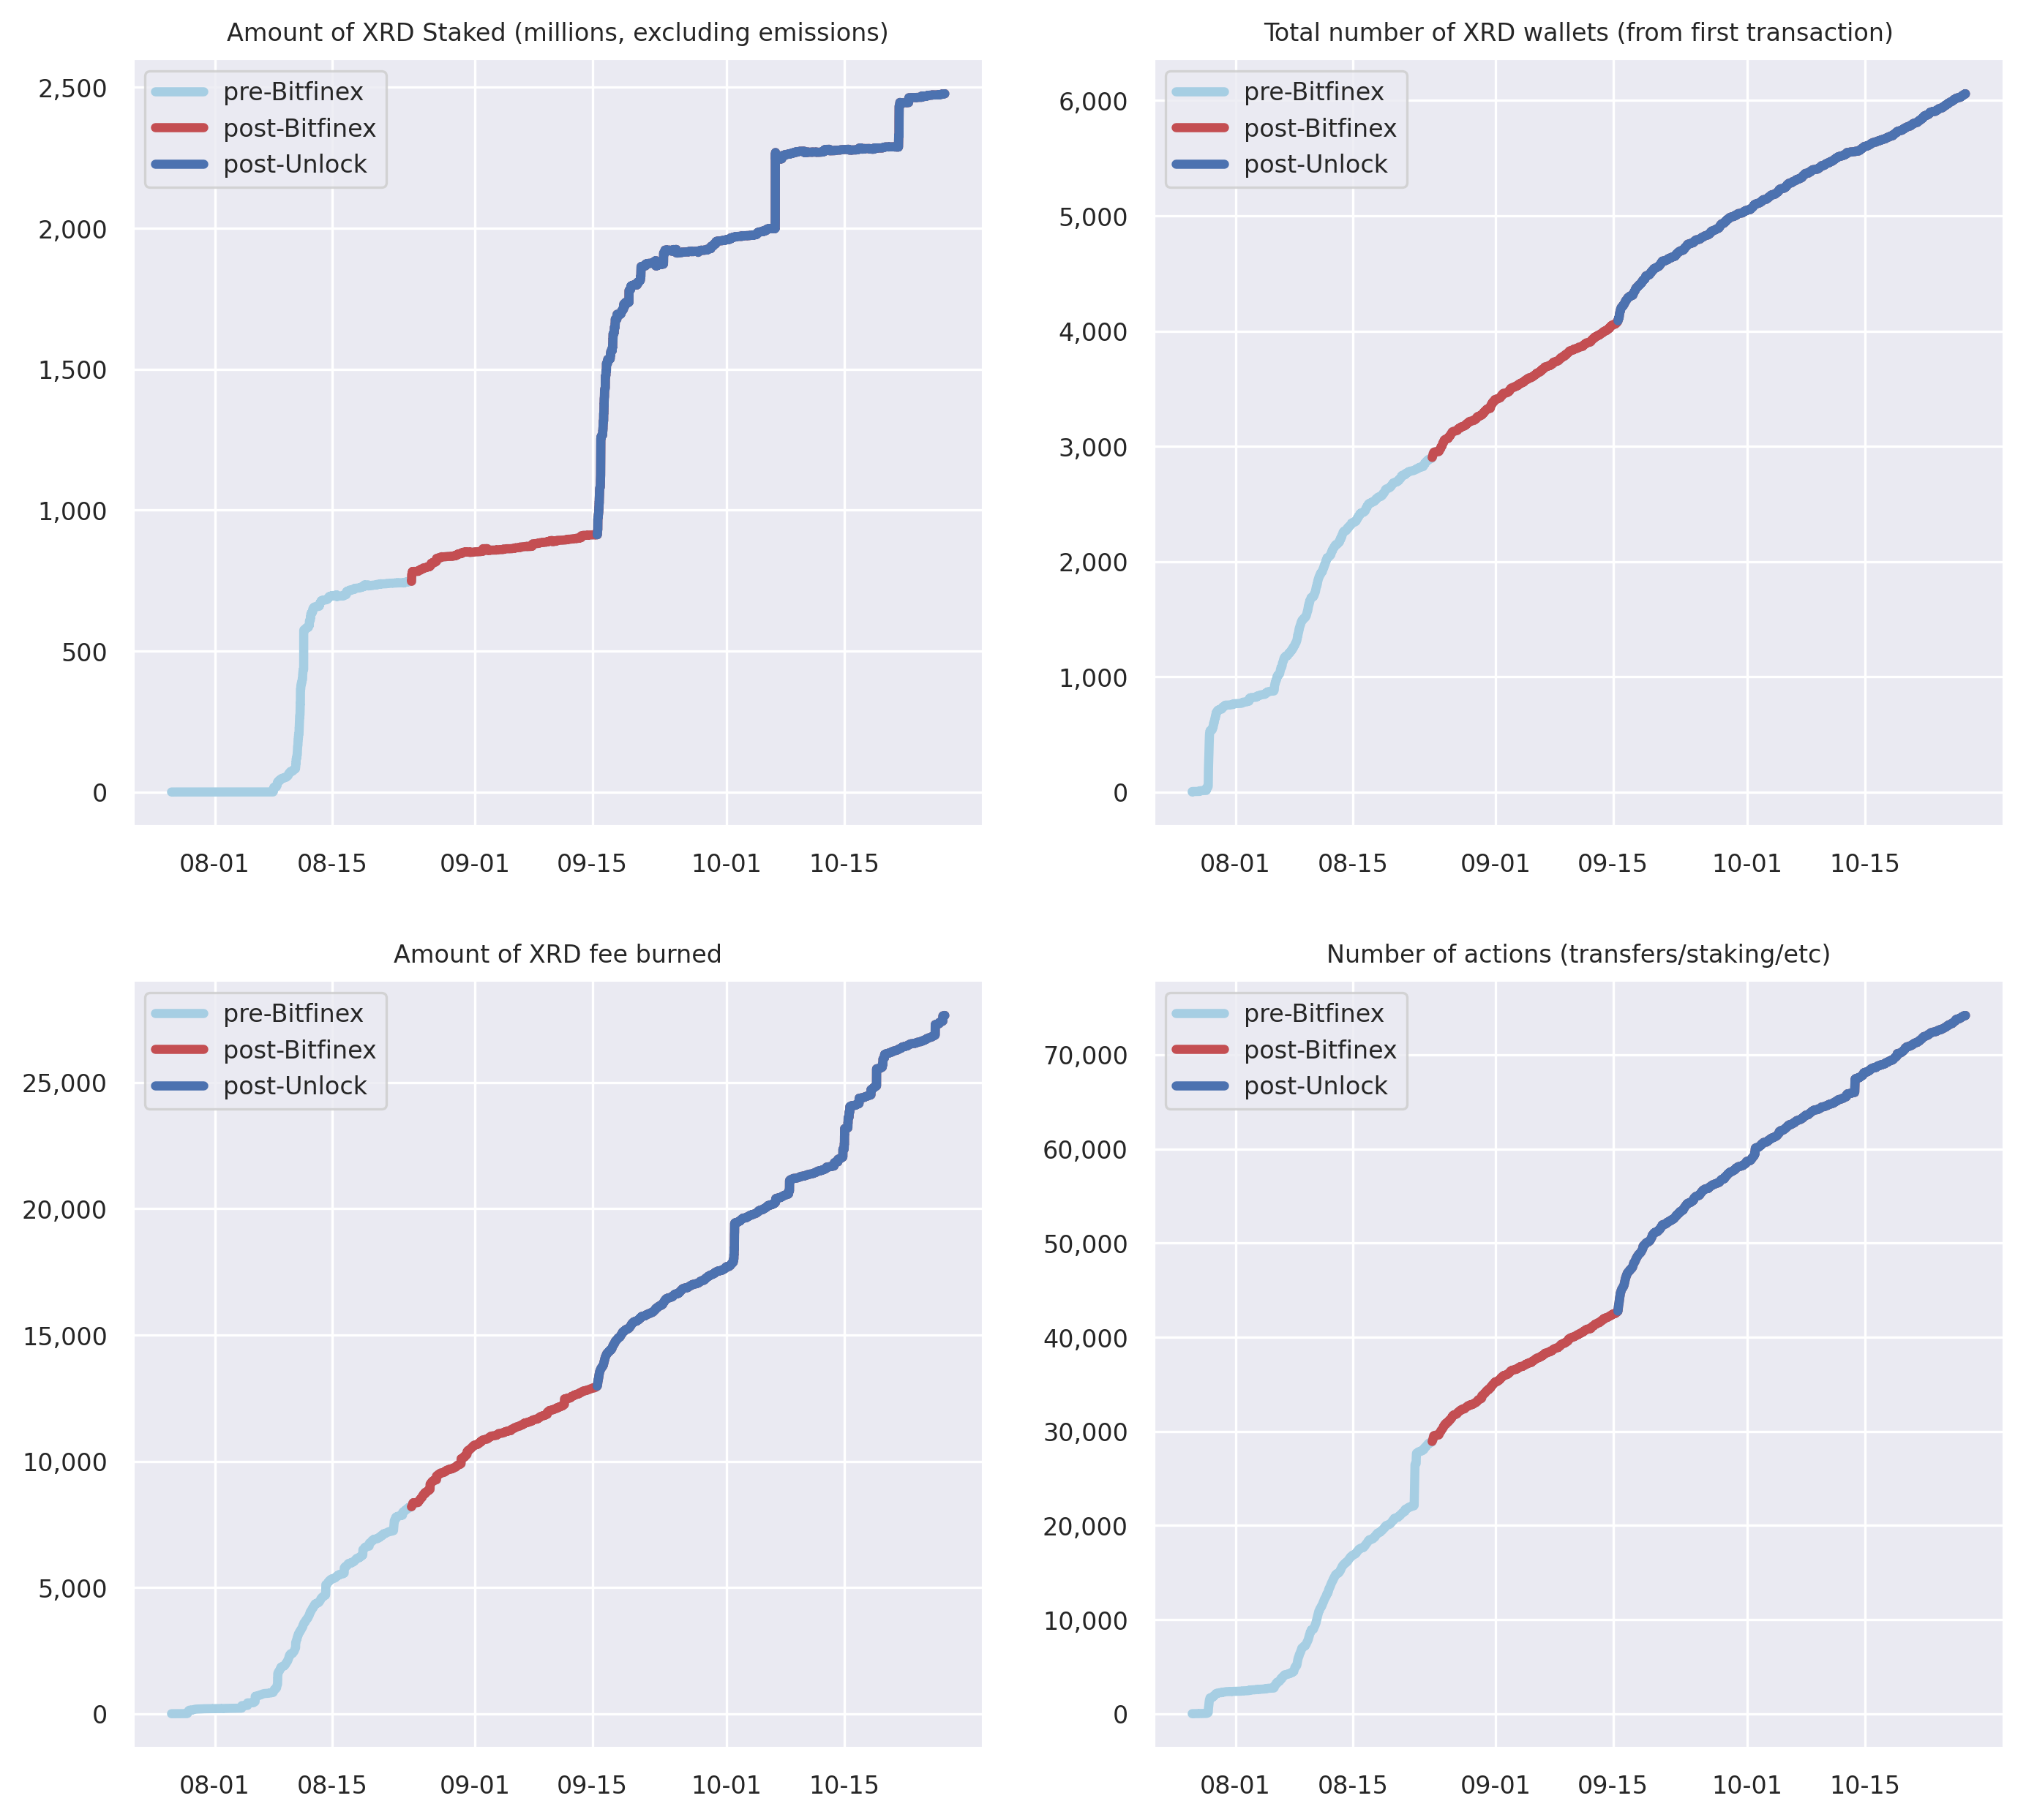 Amount of XRD Staked (millions, excluding emissions)
pre-Bitfinex
post-Bitfinex
post-Unlock
2,500
2,000
1,500
1,000
500
0
08-01 08-15 09-01 09-15 10-01 10-15
Total number of XRD wallets (from first transaction)
pre-Bitfinex
post-Bitfinex
post-Unlock
6,000
5,000
4,000
3,000
2,000
1,000
0
08-01 08-15 09-01 09-15 10-01 10-15
Amount of XRD fee burned
pre-Bitfinex
post-Bitfinex
post-Unlock
25,000
20,000
15,000
10,000
5,000
0
08-01 08-15 09-01 09-15 10-01 10-15
Number of actions (transfers/staking/etc)
pre-Bitfinex
post-Bitfinex
post-Unlock
70,000
60,000
50,000
40,000
30,000
20,000
10,000
0
08-01 08-15 09-01 09-15 10-01 10-15